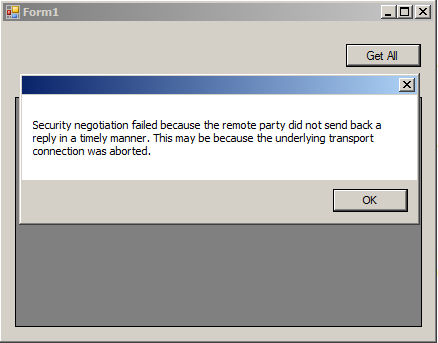 Form1
Get All
Security negotiation failed because the remote party did not send back a
reply in a timely manner. This may be because the underlying transport
connection was aborted.
OK